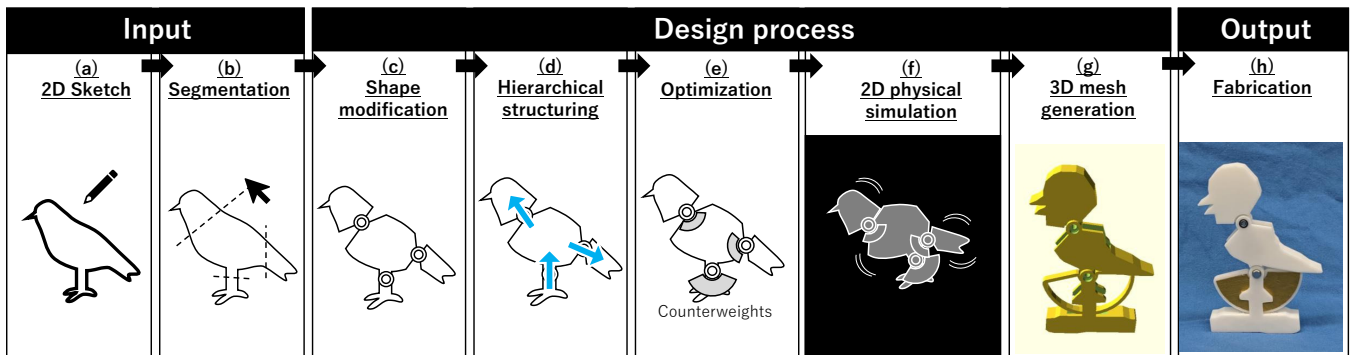 Input
Design process
Output
(a)
2D Sketch
(b)
Segmentation
(c)
Shape
modification
(d)
Hierarchical
structuring
(e)
Optimization
(f)
2D physical
simulation
(g)
3D mesh
generation
(h)
Fabrication
Counterweights